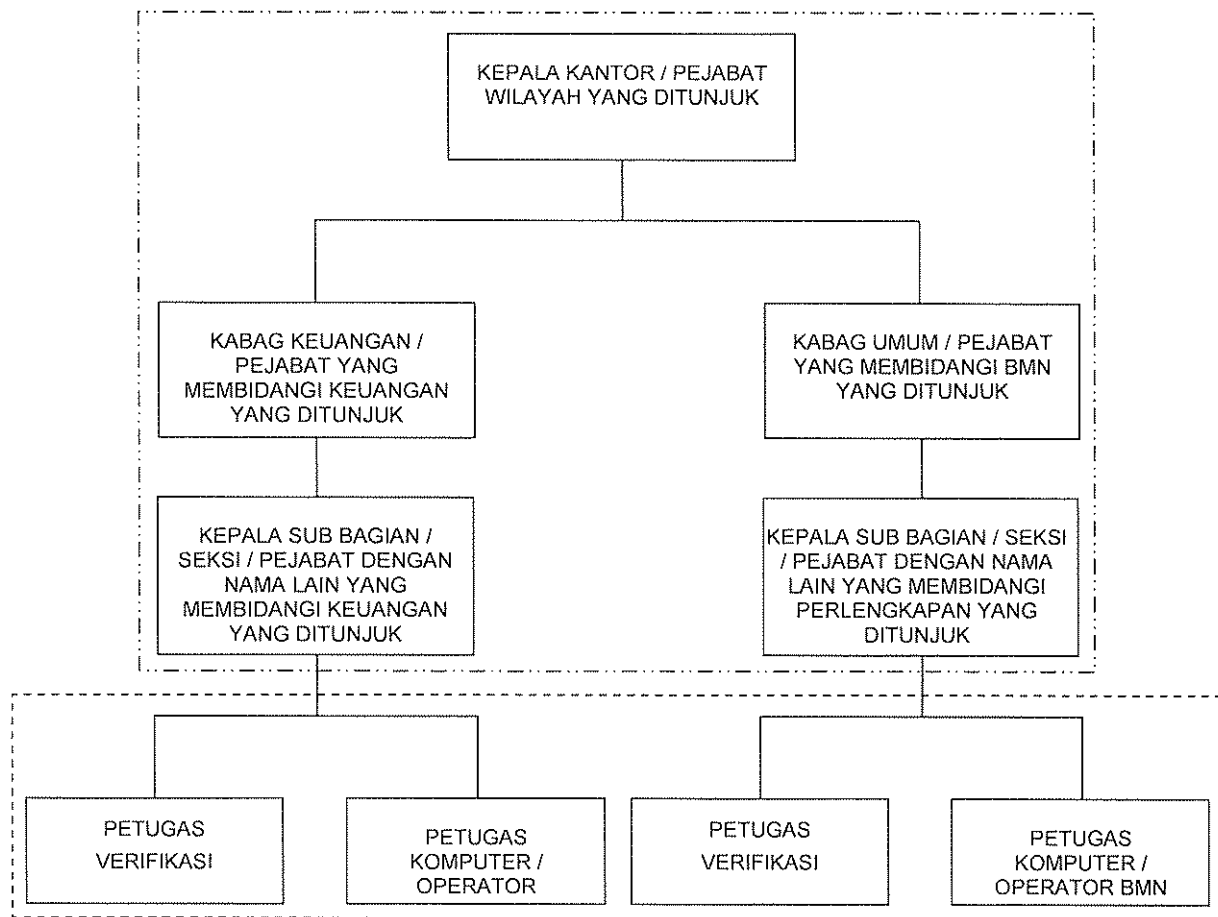 KEPALA KANTOR / PEJABAT
WILAYAH YANG DITUNJUK
KABAG KEUANGAN /
PEJABAT YANG
MEMBIDANGI KEUANGAN
YANG DITUNJUK
KABAG UMUM / PEJABAT
YANG MEMBIDANGI BMN
YANG DITUNJUK
KEPALA SUB BAGIAN /
SEKSI / PEJABAT DENGAN
NAMA LAIN YANG
MEMBIDANGI KEUANGAN
YANG DITUNJUK
KEPALA SUB BAGIAN / SEKSI
/ PEJABAT DENGAN NAMA
LAIN YANG MEMBIDANGI
PERLENGKAPAN YANG
DITUNJUK
PETUGAS
VERIFIKASI
PETUGAS
KOMPUTER /
OPERATOR
PETUGAS
VERIFIKASI
PETUGAS
KOMPUTER /
OPERATOR BMN